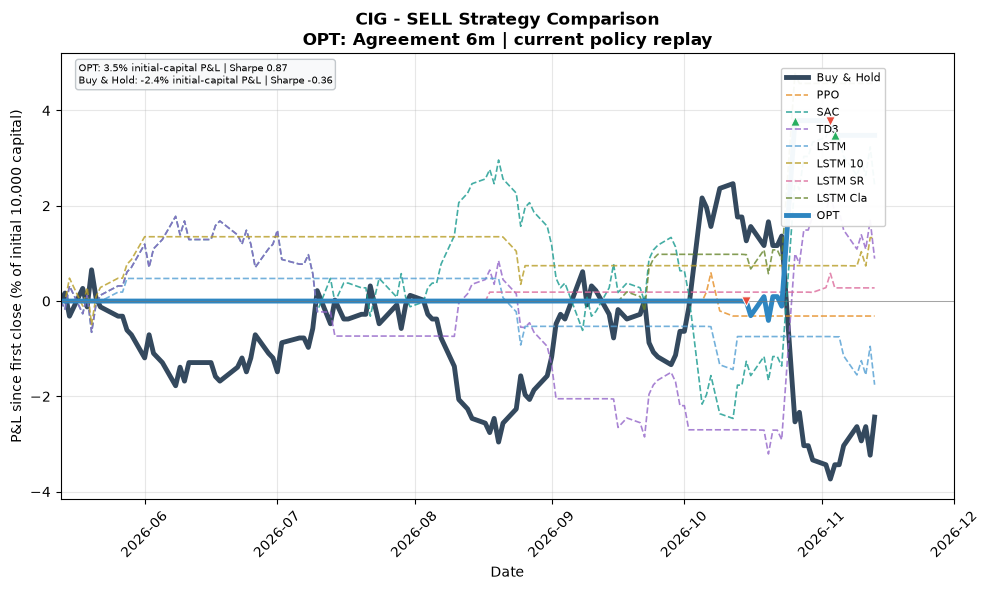 CIG - SELL Strategy Comparison
OPT: Agreement 6m | current policy replay
OPT: 3.5% initial-capital P&L | Sharpe 0.87
Buy & Hold: -2.4% initial-capital P&L | Sharpe -0.36
Buy & Hold
PPO
SAC
TD3
LSTM
LSTM 10
LSTM SR
LSTM Cla
OPT
P&L since first close (% of initial 10,000 capital)
4
2
0
−2
−4
2026-06
2026-07
2026-08
2026-09
2026-10
2026-11
2026-12
Date